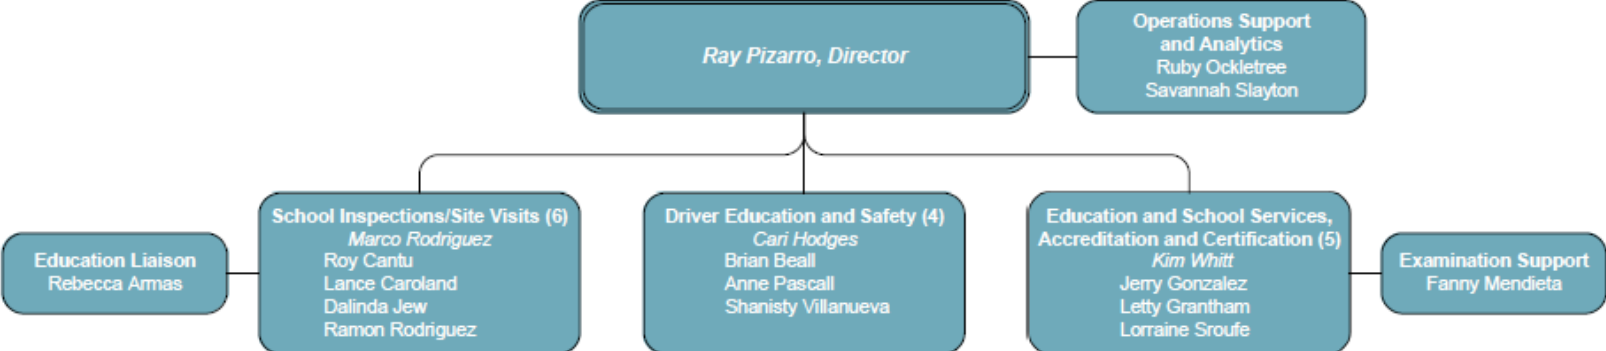 Ray Pizarro, Director
Operations Support
and Analytics
Ruby Ockletree
Savannah Slayton
Education Liaison
Rebecca Armas
School Inspections/Site Visits (6)
Marco Rodriguez
Roy Cantu
Lance Caroland
Dalinda Jew
Ramon Rodriguez
Driver Education and Safety (4)
Cari Hodges
Brian Beall
Anne Pascall
Shanisty Villanueva
Education and School Services,
Accreditation and Certification (5)
Kim Whitt
Jerry Gonzalez
Letty Grantham
Lorraine Sroufe
Examination Support
Fanny Mendieta